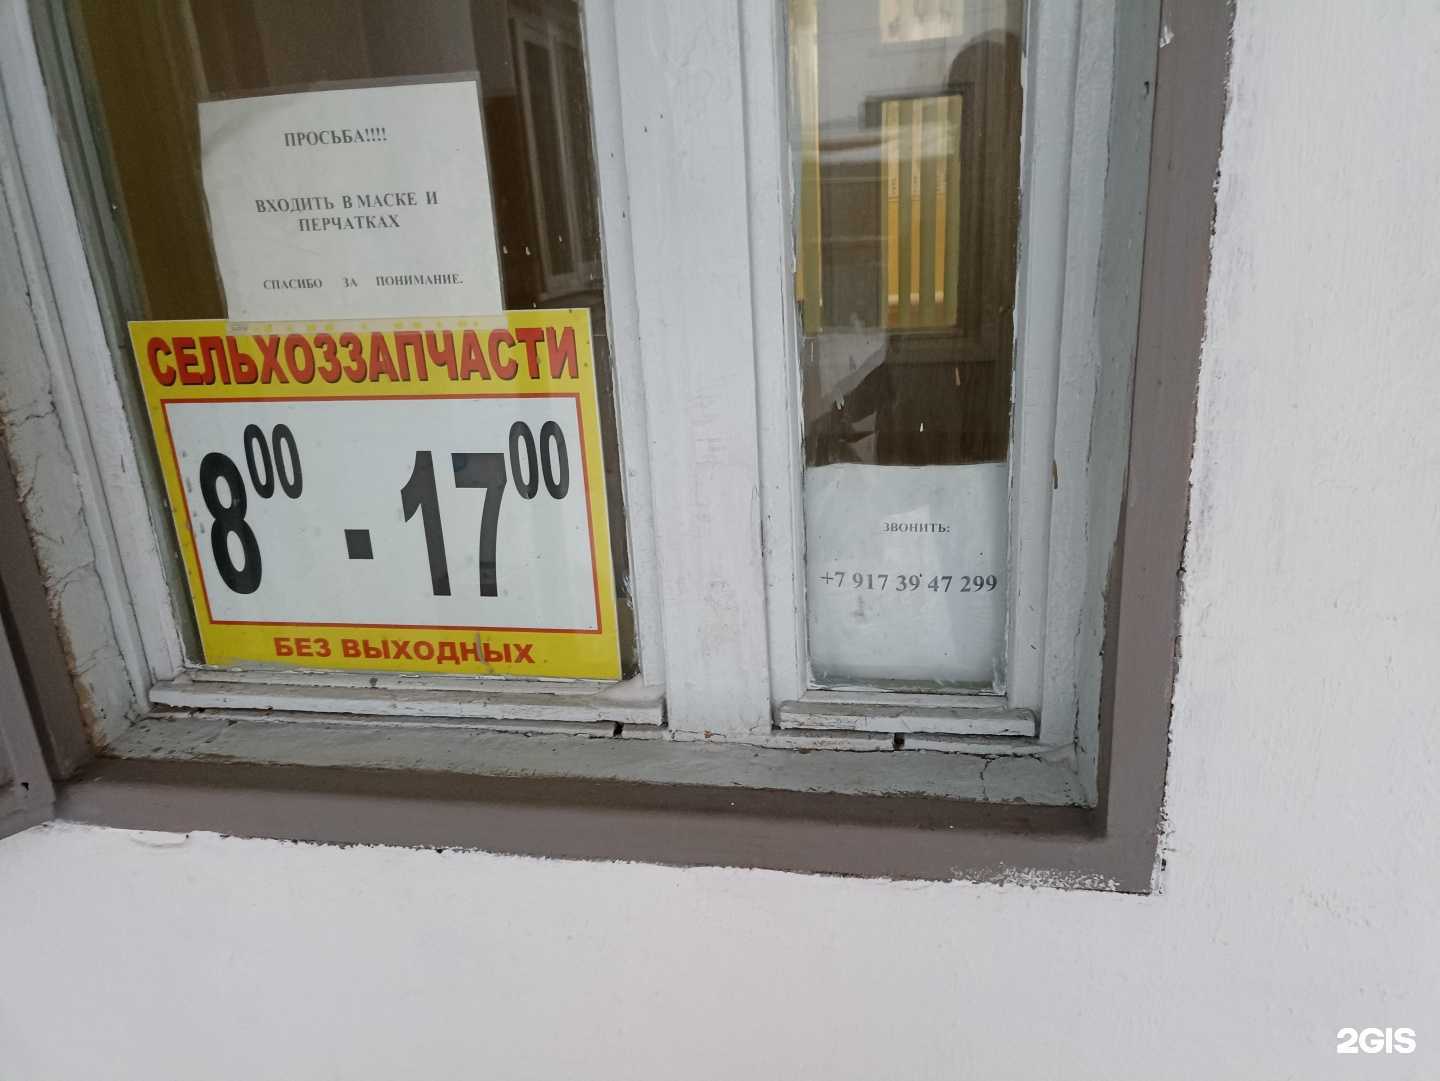 ПРОСЬБА!!!!
ВХОДИТЬ В МАСКЕ И
ПЕРЧАТКАХ
СПАСИБО ЗА ПОНИМАНИЕ.
СЕЛЬХОЗЗАПЧАСТИ
8⁰⁰ - 17⁰⁰
БЕЗ ВЫХОДНЫХ
ЗВОНИТЬ:
+7 917 39 47 299
2GIS